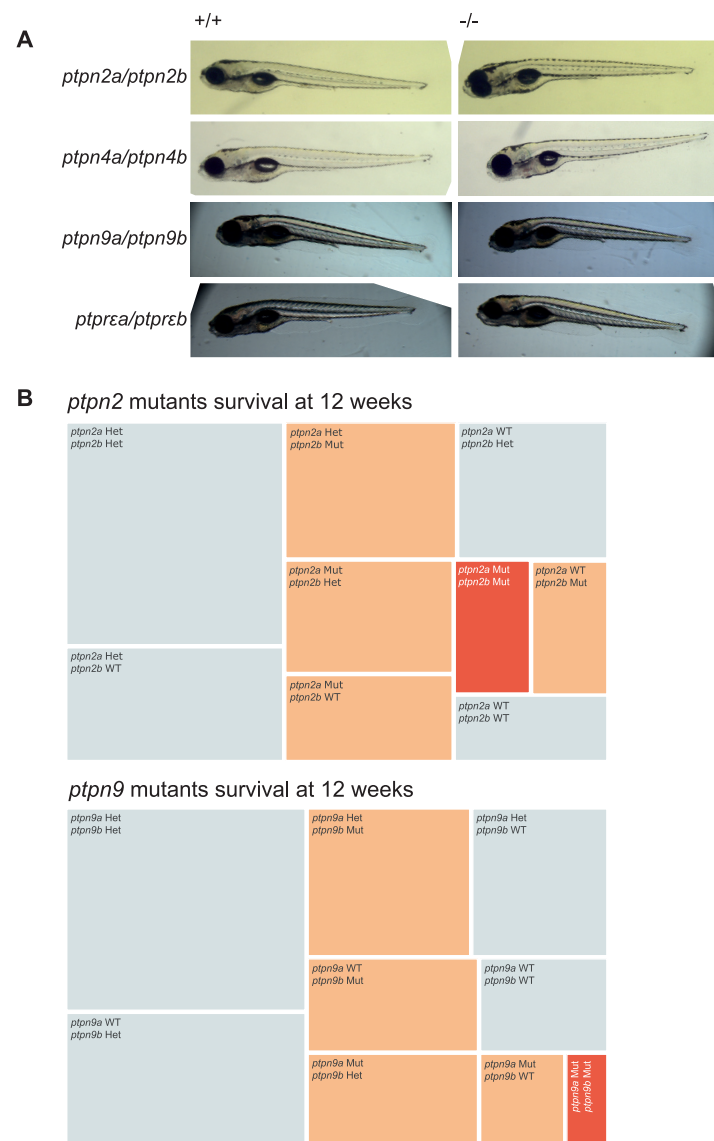 +/+ -/-
A
ptpn2a/ptpn2b
ptpn4a/ptpn4b
ptpn9a/ptpn9b
ptprεa/ptprεb
B
ptpn2 mutants survival at 12 weeks
ptpn2a Het
ptpn2b Het
ptpn2a Het
ptpn2b Mut
ptpn2a WT
ptpn2b Het
ptpn2a Mut
ptpn2b Het
ptpn2a Mut
ptpn2b Mut
ptpn2a WT
ptpn2b Mut
ptpn2a Het
ptpn2b WT
ptpn2a Mut
ptpn2b WT
ptpn2a WT
ptpn2b WT
ptpn9 mutants survival at 12 weeks
ptpn9a Het
ptpn9b Het
ptpn9a Het
ptpn9b Mut
ptpn9a Het
ptpn9b WT
ptpn9a WT
ptpn9b Mut
ptpn9a WT
ptpn9b WT
ptpn9a WT
ptpn9b Het
ptpn9a Mut
ptpn9b Het
ptpn9a Mut
ptpn9b WT
ptpn9a Mut
ptpn9b Mut